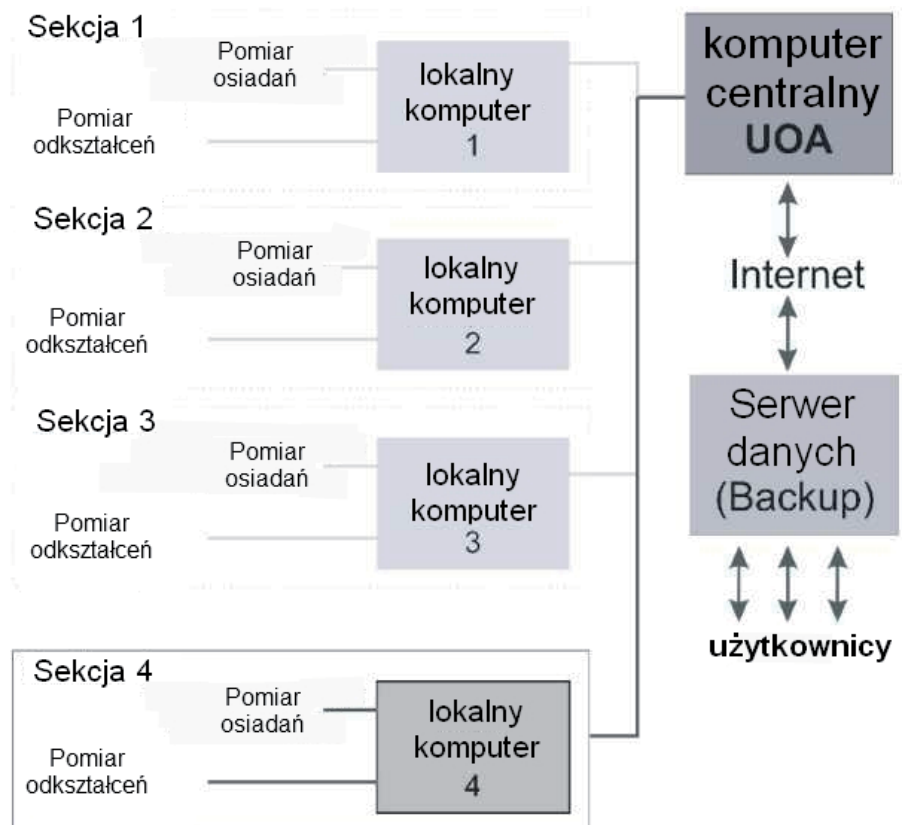 Sekcja 1
Pomiar
osiadań
Pomiar
odkształceń
lokalny
komputer
1
Sekcja 2
Pomiar
osiadań
Pomiar
odkształceń
lokalny
komputer
2
Sekcja 3
Pomiar
osiadań
Pomiar
odkształceń
lokalny
komputer
3
Sekcja 4
Pomiar
osiadań
Pomiar
odkształceń
lokalny
komputer
4
komputer
centralny
UOA
Internet
Serwer
danych
(Backup)
użytkownicy